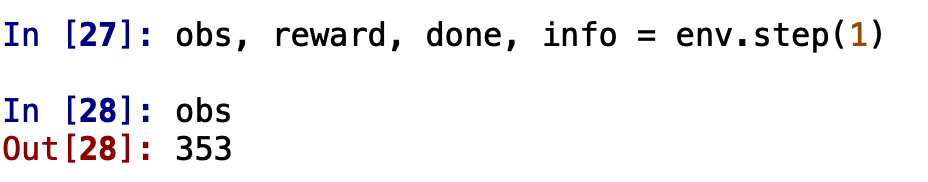 In [27]: obs, reward, done, info = env.step(1)
In [28]: obs
Out[28]: 353